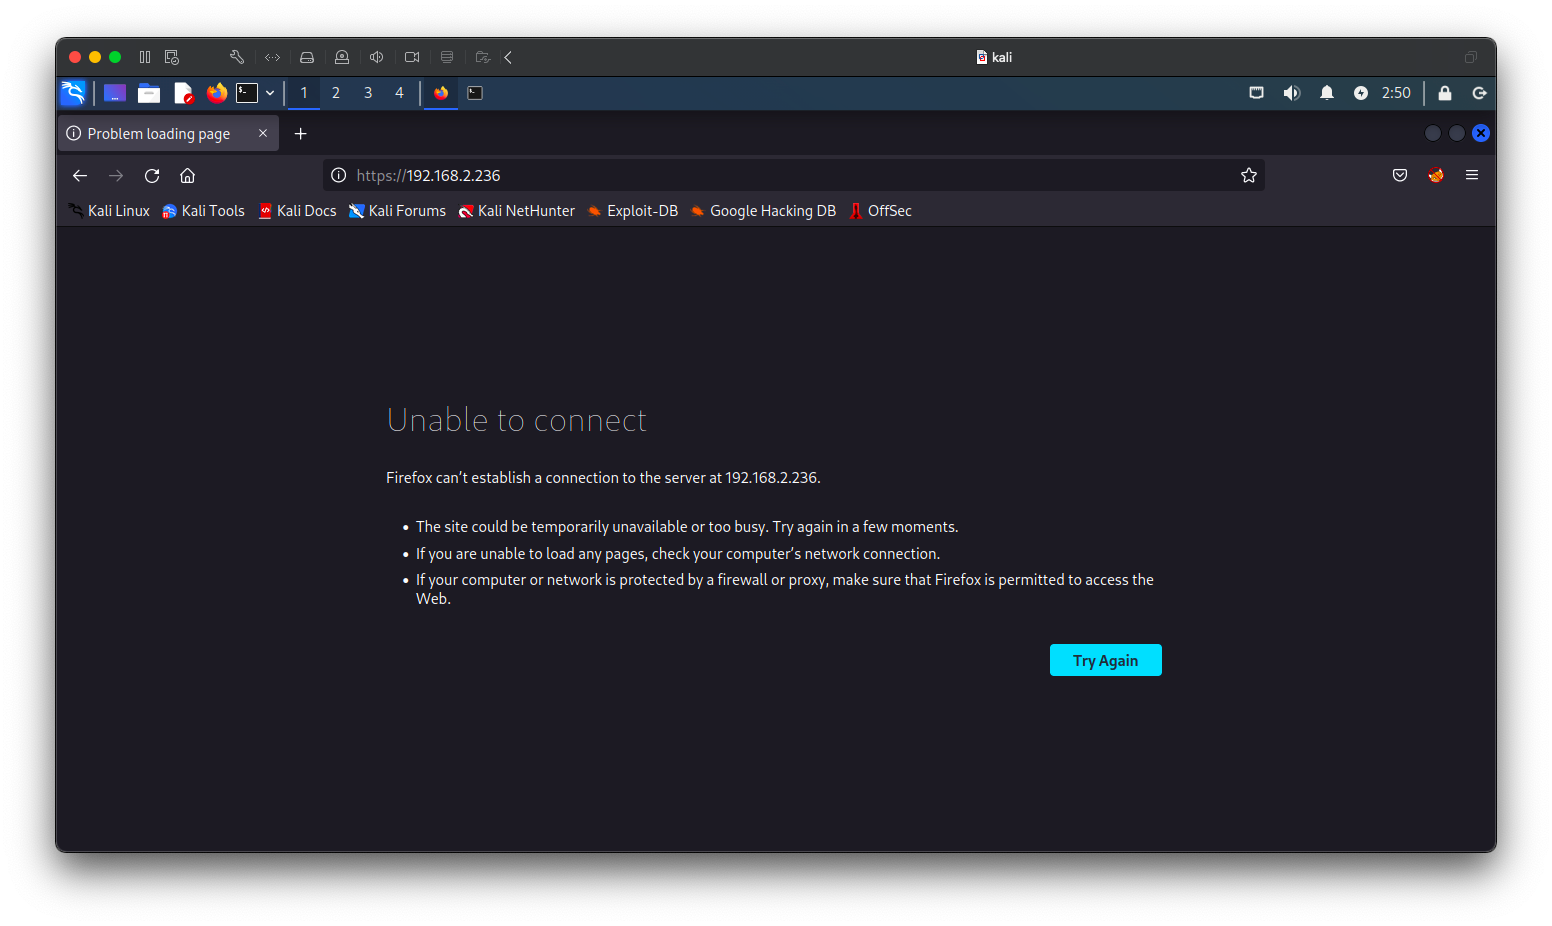 kali
1 2 3 4 2:50
Problem loading page
https://192.168.2.236
Kali Linux Kali Tools Kali Docs Kali Forums Kali NetHunter Exploit-DB Google Hacking DB OffSec
Unable to connect
Firefox can’t establish a connection to the server at 192.168.2.236.
• The site could be temporarily unavailable or too busy. Try again in a few moments.
• If you are unable to load any pages, check your computer’s network connection.
• If your computer or network is protected by a firewall or proxy, make sure that Firefox is permitted to access the
Web.
Try Again